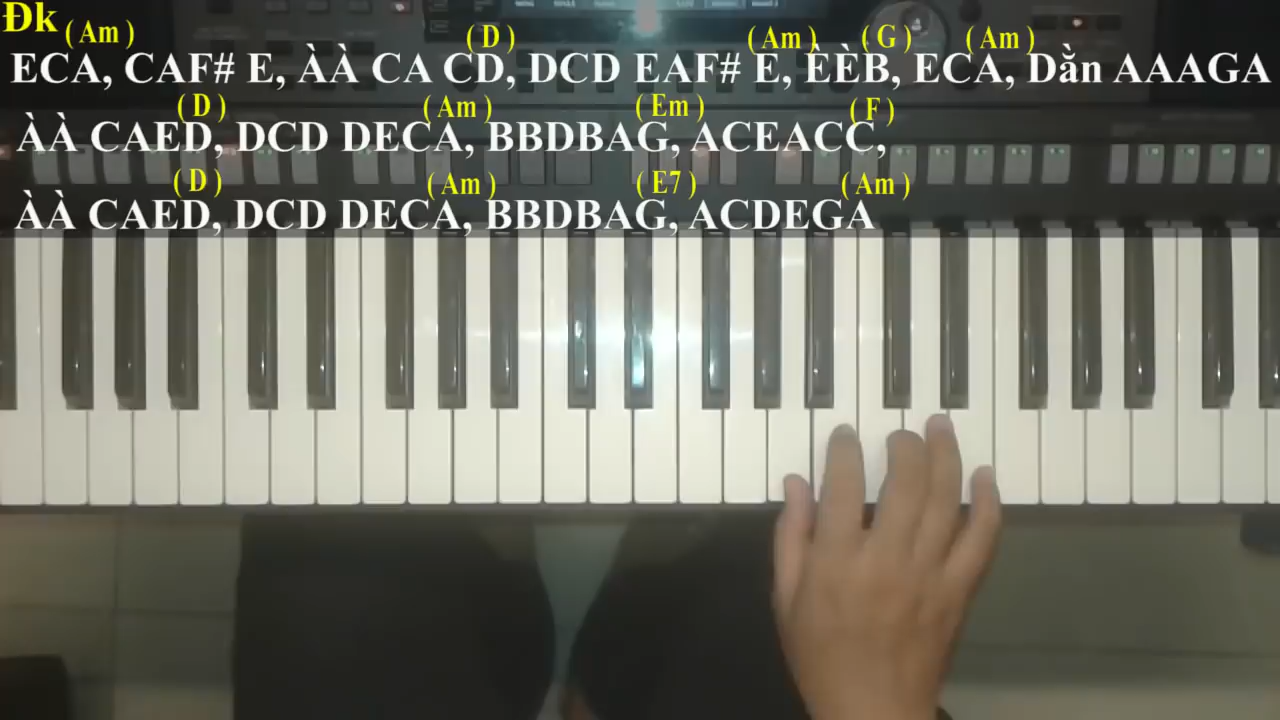 Đk ( Am ) ( D ) ( Am ) ( G ) ( Am )
ECA, CAF# E, ÀÀ CA CD, DCD EAF# E, ÈÈB, ECA, Dằn AAAGA
( D ) ( Am ) ( Em ) ( F )
ÀÀ CAED, DCD DECA, BBDBAG, ACEACC,
( D ) ( Am ) ( E7 ) ( Am )
ÀÀ CAED, DCD DECA, BBDBAG, ACDEGA